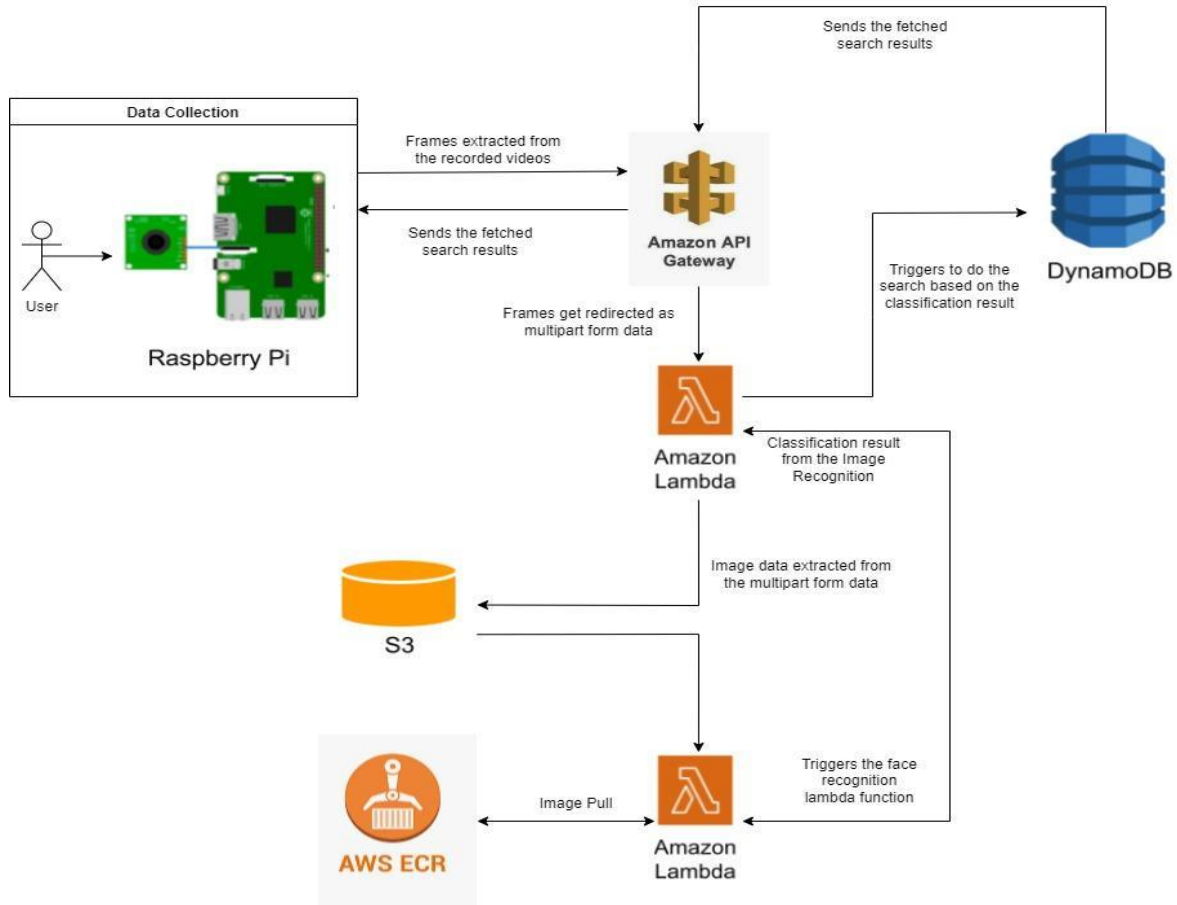 Sends the fetched
search results
Data Collection
Frames extracted from
the recorded videos
Sends the fetched
search results
Amazon API
Gateway
User
Raspberry Pi
Frames get redirected as
multipart form data
Triggers to do the
search based on the
classification result
DynamoDB
Amazon
Lambda
Classification result
from the Image
Recognition
Image data extracted from
the multipart form data
S3
Triggers the face
recognition
lambda function
Image Pull
AWS ECR
Amazon
Lambda